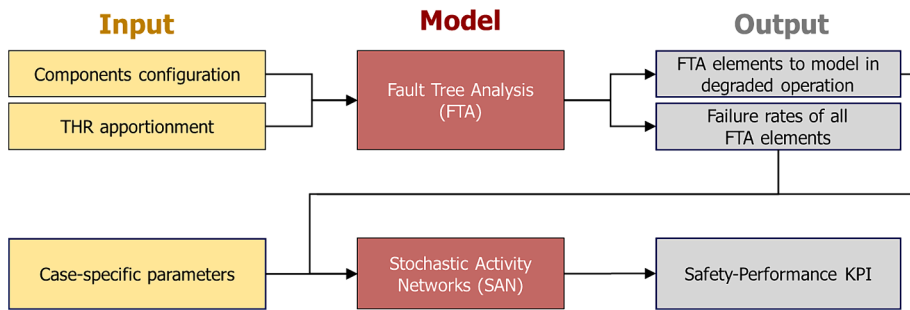 Input
Model
Output
Components configuration
THR apportionment
Fault Tree Analysis
(FTA)
FTA elements to model in
degraded operation
Failure rates of all
FTA elements
Case-specific parameters
Stochastic Activity
Networks (SAN)
Safety-Performance KPI